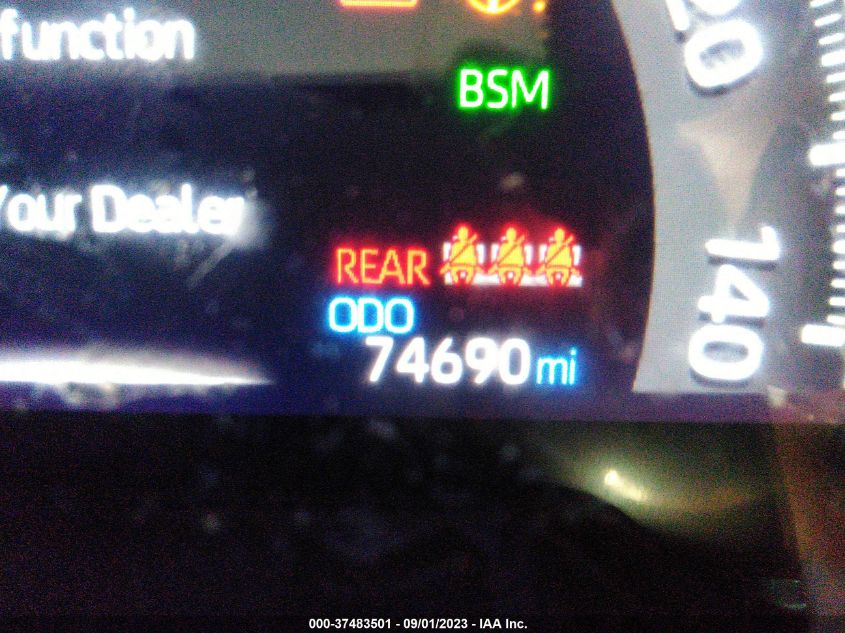 function
BSM
Your Dealer
REAR
ODO
74690 mi
20
140
000-37483501 - 09/01/2023 - IAA Inc.